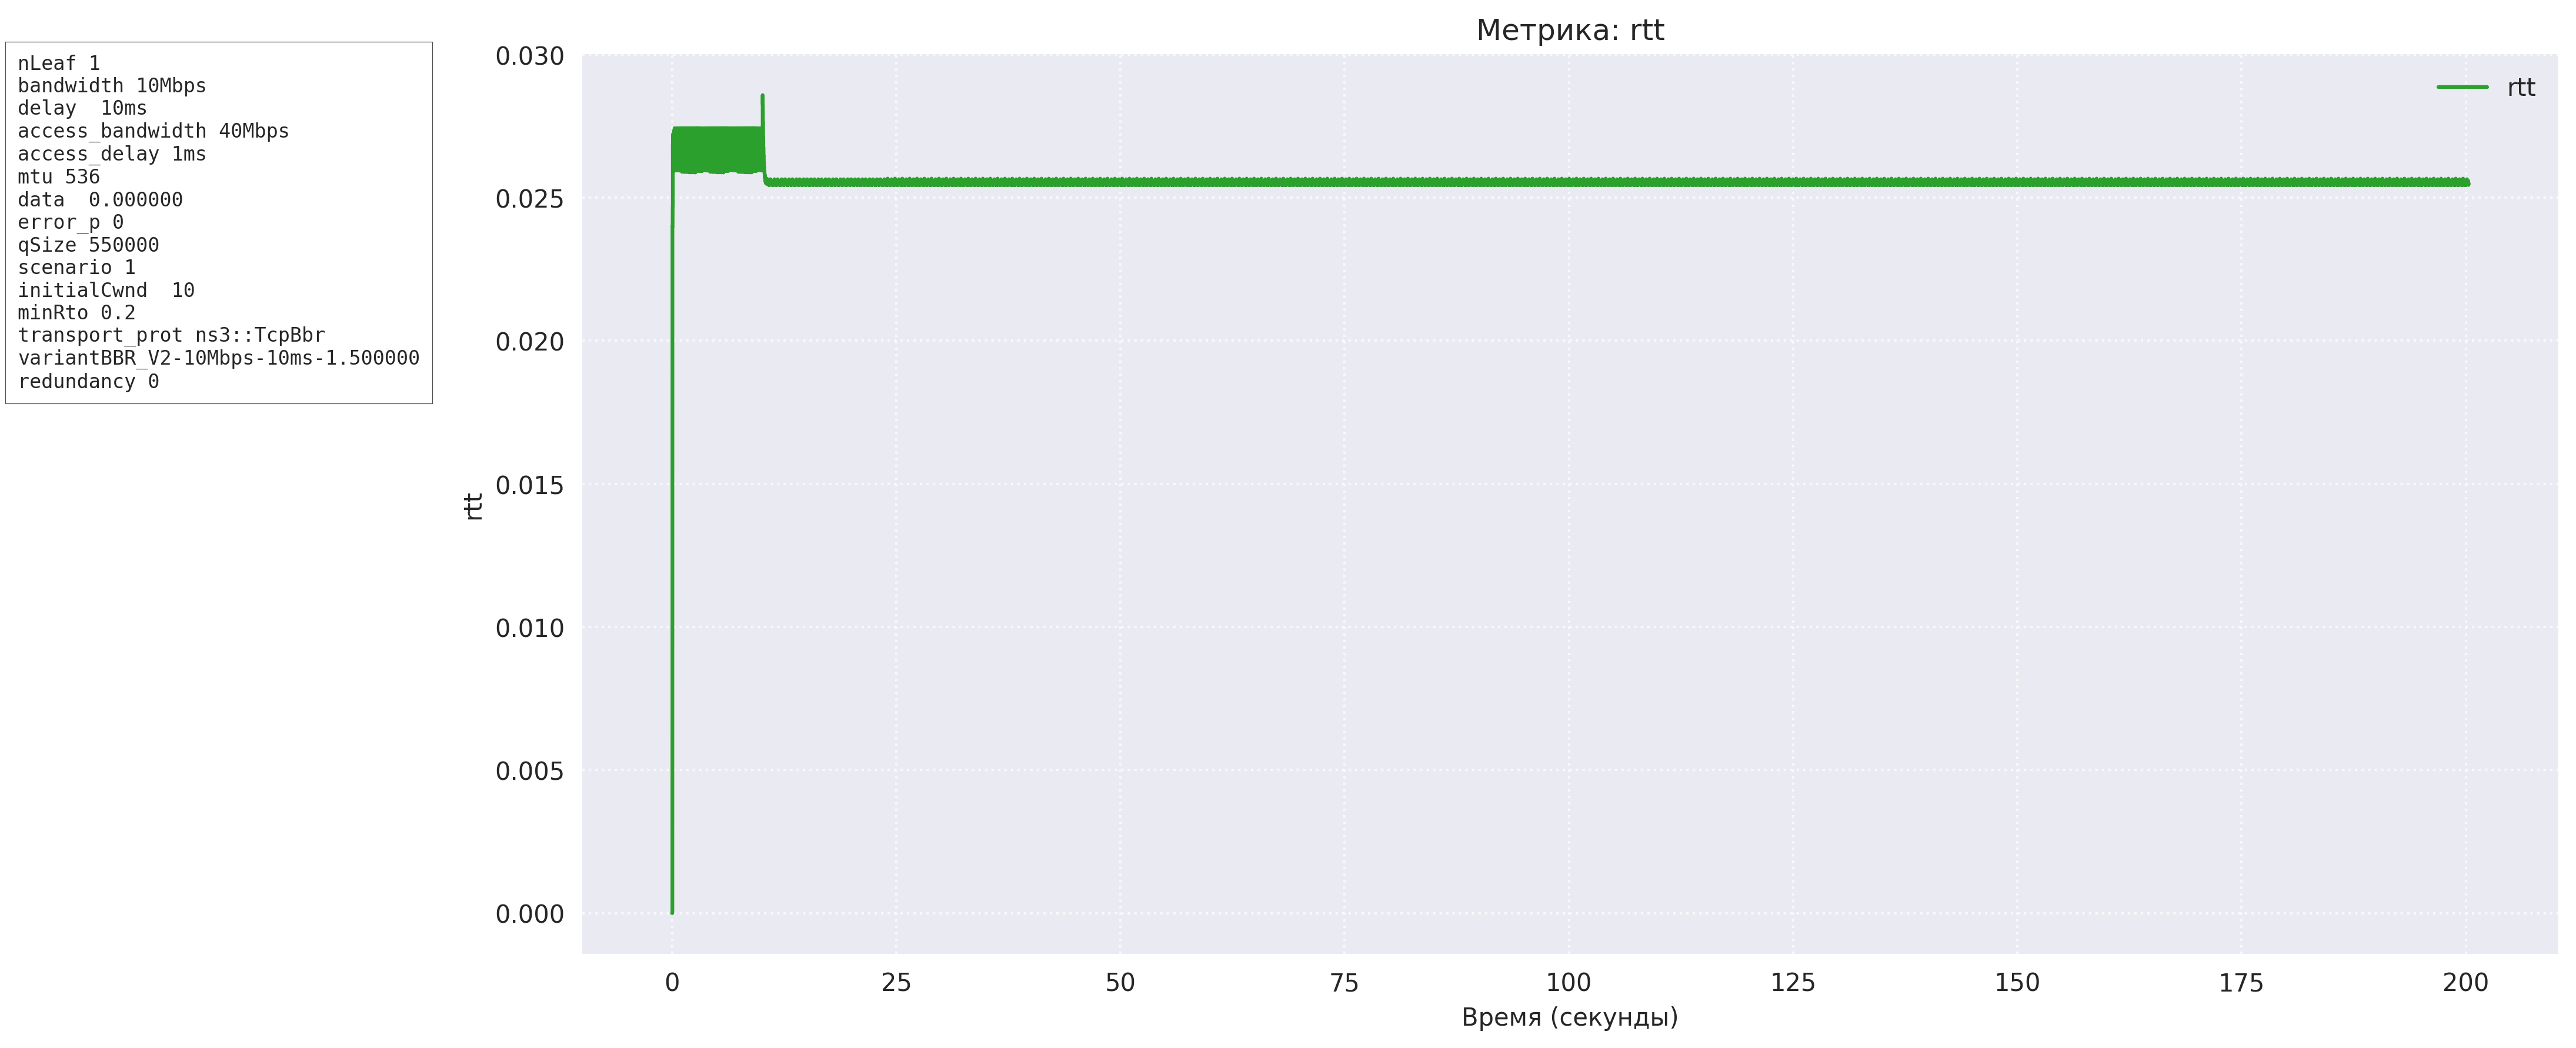 nLeaf 1
bandwidth 10Mbps
delay  10ms
access_bandwidth 40Mbps
access_delay 1ms
mtu 536
data  0.000000
error_p 0
qSize 550000
scenario 1
initialCwnd  10
minRto 0.2
transport_prot ns3::TcpBbr
variantBBR_V2-10Mbps-10ms-1.500000
redundancy 0
Метрика: rtt
rtt
0.030
0.025
0.020
0.015
0.010
0.005
0.000
rtt
0
25
50
75
100
125
150
175
200
Время (секунды)